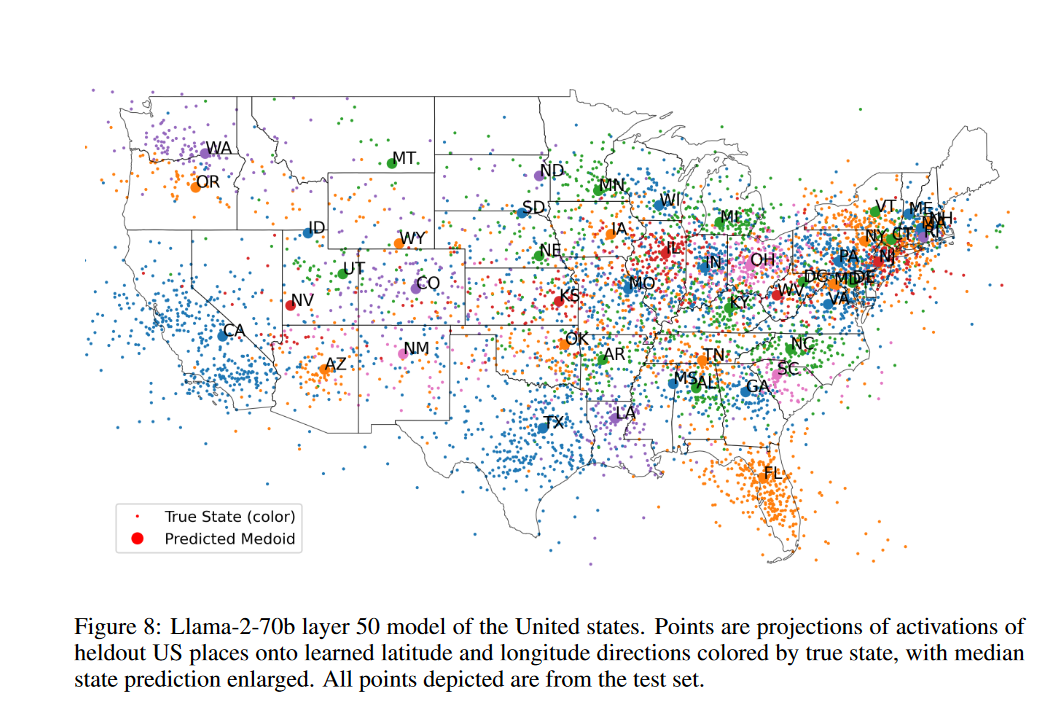 WA
OR
MT
ND
MN
SD
WI
ID
WY
IA
MI
VT
ME
NH
NY
CT
RI
UT
CO
NE
IL
IN
OH
PA
NJ
NV
KS
MO
KY
WV
DC
MD
DE
VA
CA
AZ
NM
OK
AR
TN
NC
SC
MS
AL
GA
TX
LA
FL
True State (color)
Predicted Medoid
Figure 8: Llama-2-70b layer 50 model of the United states. Points are projections of activations of
heldout US places onto learned latitude and longitude directions colored by true state, with median
state prediction enlarged. All points depicted are from the test set.